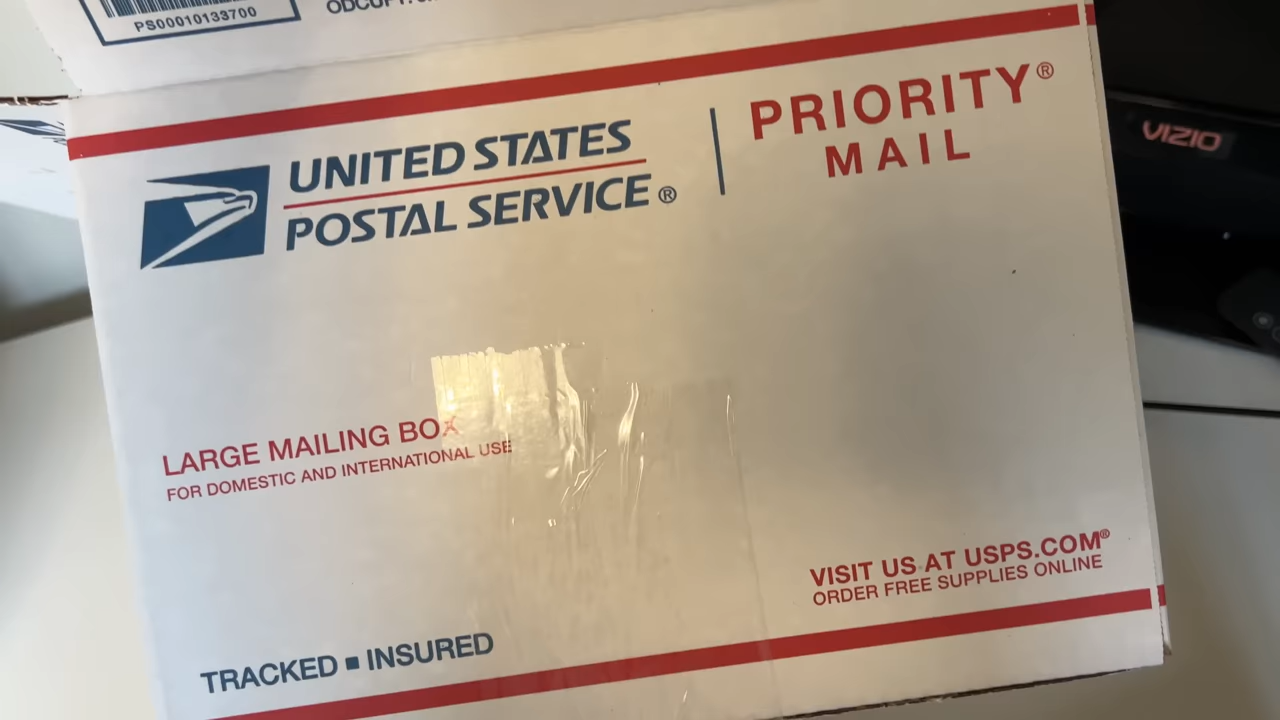 PS00010133700
UNITED STATES
POSTAL SERVICE®
PRIORITY®
MAIL
VIZIO
LARGE MAILING BOX
FOR DOMESTIC AND INTERNATIONAL USE
VISIT US AT USPS.COM®
ORDER FREE SUPPLIES ONLINE
TRACKED ■ INSURED